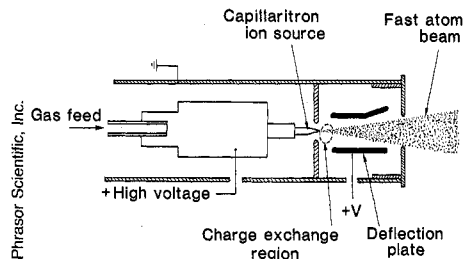 Capillaritron
ion source
Fast atom
beam
Gas feed
+High voltage
+V
Charge exchange
region
Deflection
plate
Phrasor Scientific, Inc.